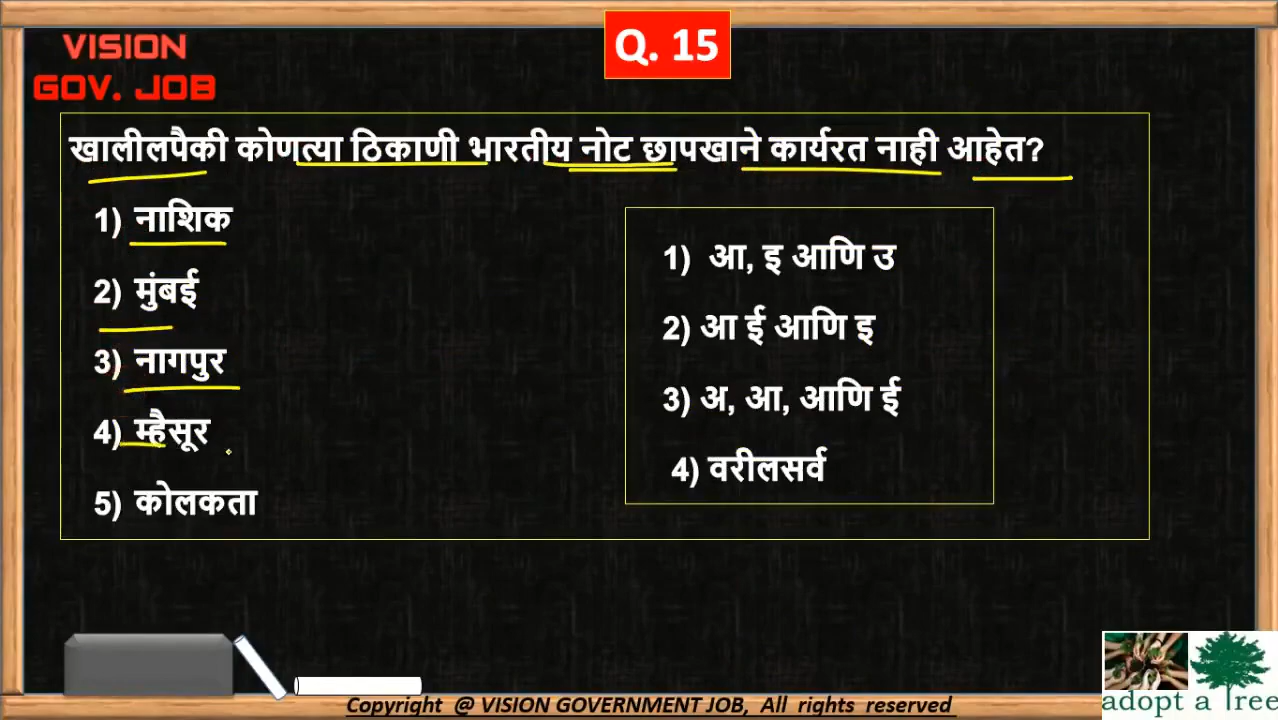 VISION
GOV. JOB
Q. 15
खालीलपैकी कोणत्या ठिकाणी भारतीय नोट छापखाने कार्यरत नाही आहेत?
1) नाशिक
2) मुंबई
3) नागपुर
4) म्हैसूर
5) कोलकता
1) आ, इ आणि उ
2) आ ई आणि इ
3) अ, आ, आणि ई
4) वरीलसर्व
Copyright @ VISION GOVERNMENT JOB, All rights reserved
adopt a Tree